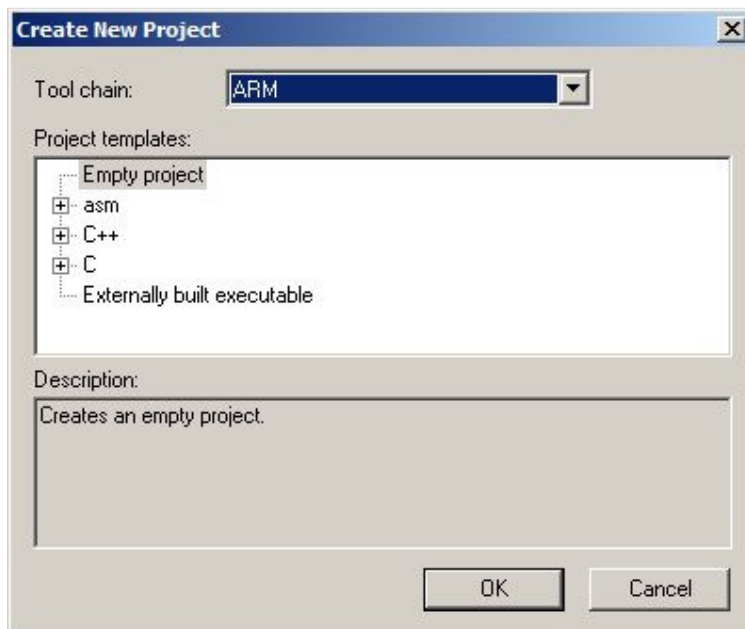 Create New Project
Tool chain: ARM
Project templates:
Empty project
asm
C++
C
Externally built executable
Description:
Creates an empty project.
OK Cancel